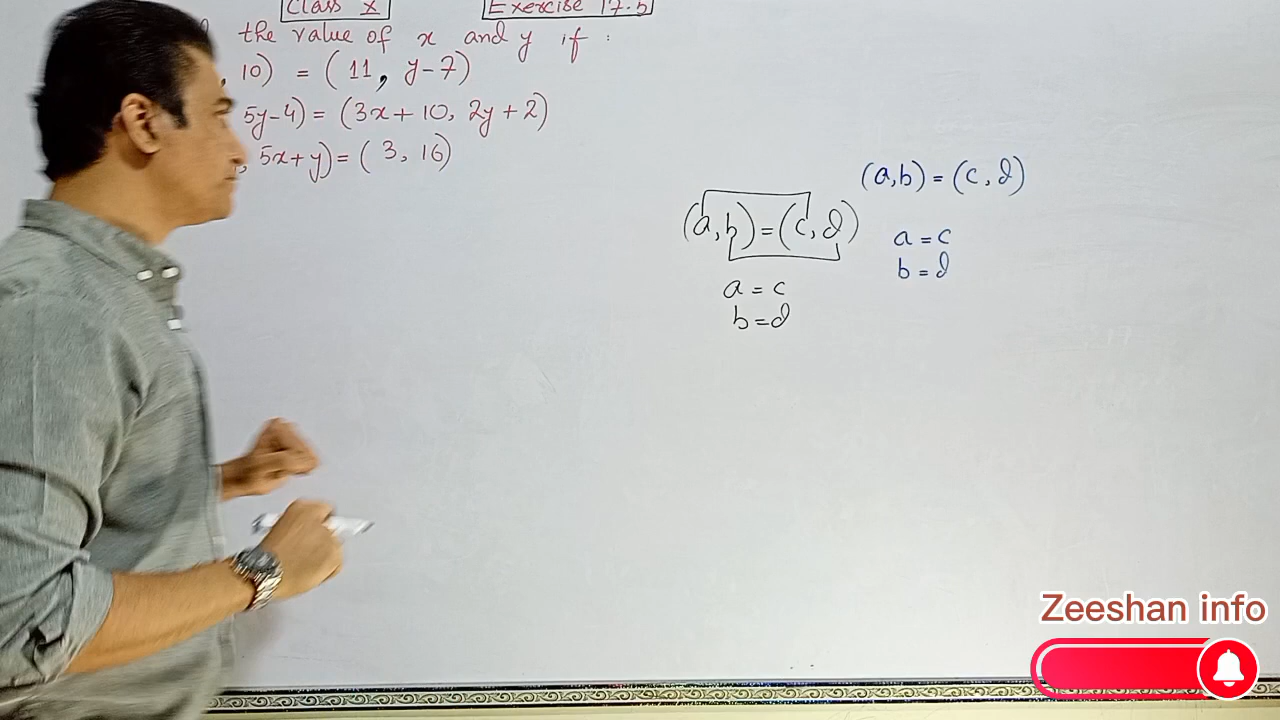 Class X
Exercise 17.b
the value of x and y if :
, 10) = (11, y-7)
5y-4) = (3x+10, 2y+2)
, 5x+y) = (3, 16)
(a,b) = (c,d)
a = c
b = d
(a,b) = (c,d)
a = c
b = d
Zeeshan info